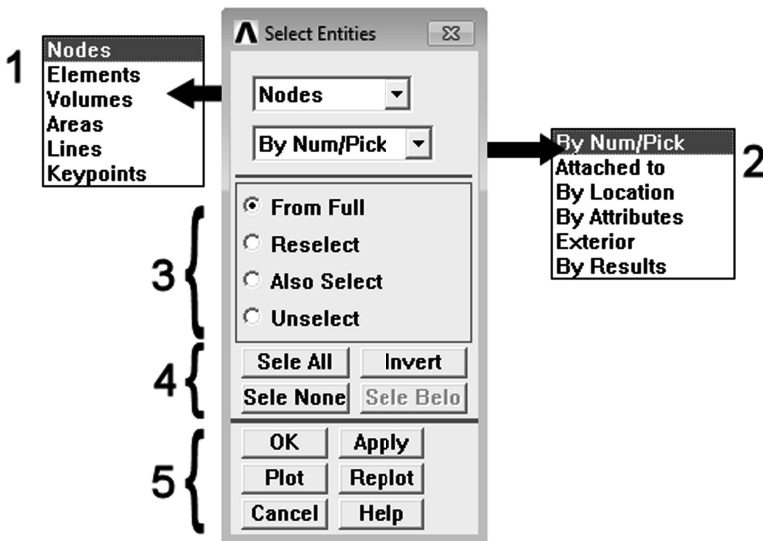 Select Entities
1
Nodes
Elements
Volumes
Areas
Lines
Keypoints
Nodes
By Num/Pick
By Num/Pick
Attached to
By Location
By Attributes
Exterior
By Results
2
3
From Full
Reselect
Also Select
Unselect
4
Sele All Invert
Sele None Sele Belo
5
OK Apply
Plot Replot
Cancel Help